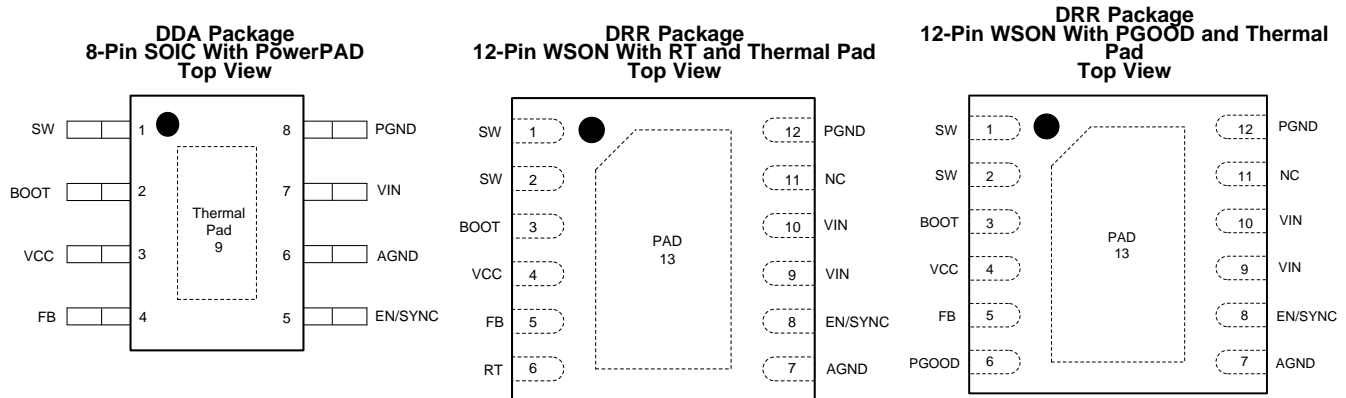 DDA Package
8-Pin SOIC With PowerPAD
Top View
SW
1
8
PGND
BOOT
2
7
VIN
Thermal
Pad
9
VCC
3
6
AGND
FB
4
5
EN/SYNC
DRR Package
12-Pin WSON With RT and Thermal Pad
Top View
SW
1
12
PGND
SW
2
11
NC
BOOT
3
10
VIN
PAD
13
VCC
4
9
VIN
FB
5
8
EN/SYNC
RT
6
7
AGND
DRR Package
12-Pin WSON With PGOOD and Thermal
Pad
Top View
SW
1
12
PGND
SW
2
11
NC
BOOT
3
10
VIN
PAD
13
VCC
4
9
VIN
FB
5
8
EN/SYNC
PGOOD
6
7
AGND